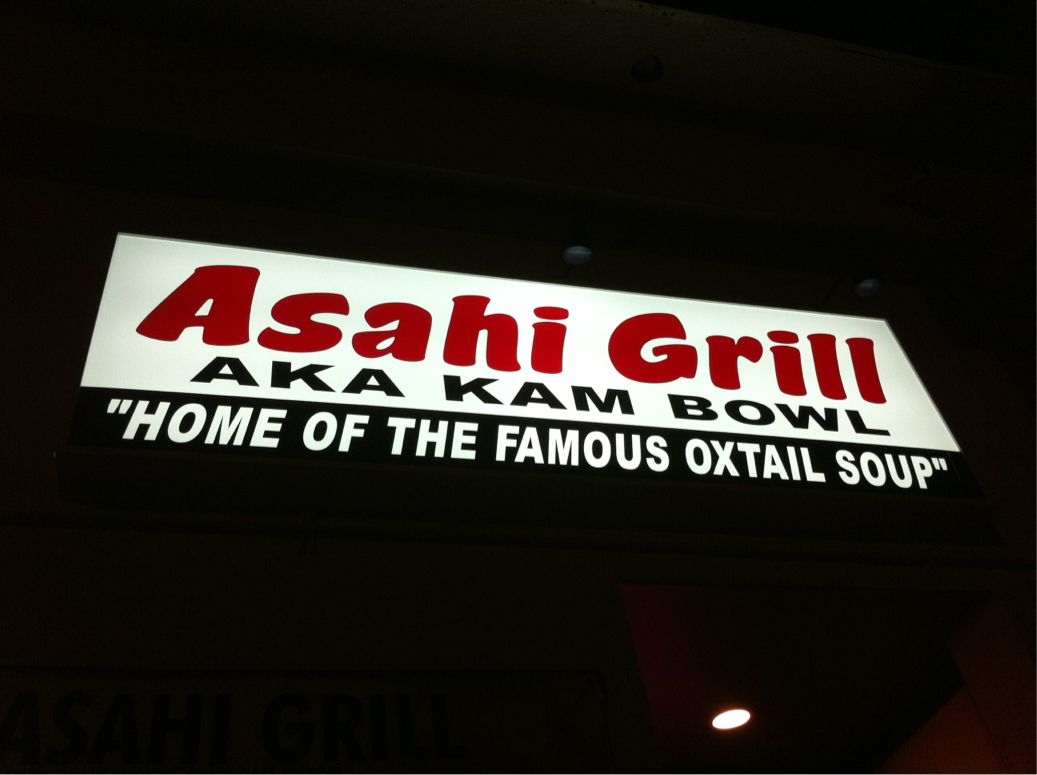 Asahi Grill
AKA KAM BOWL
"HOME OF THE FAMOUS OXTAIL SOUP"
ASAHI GRILL